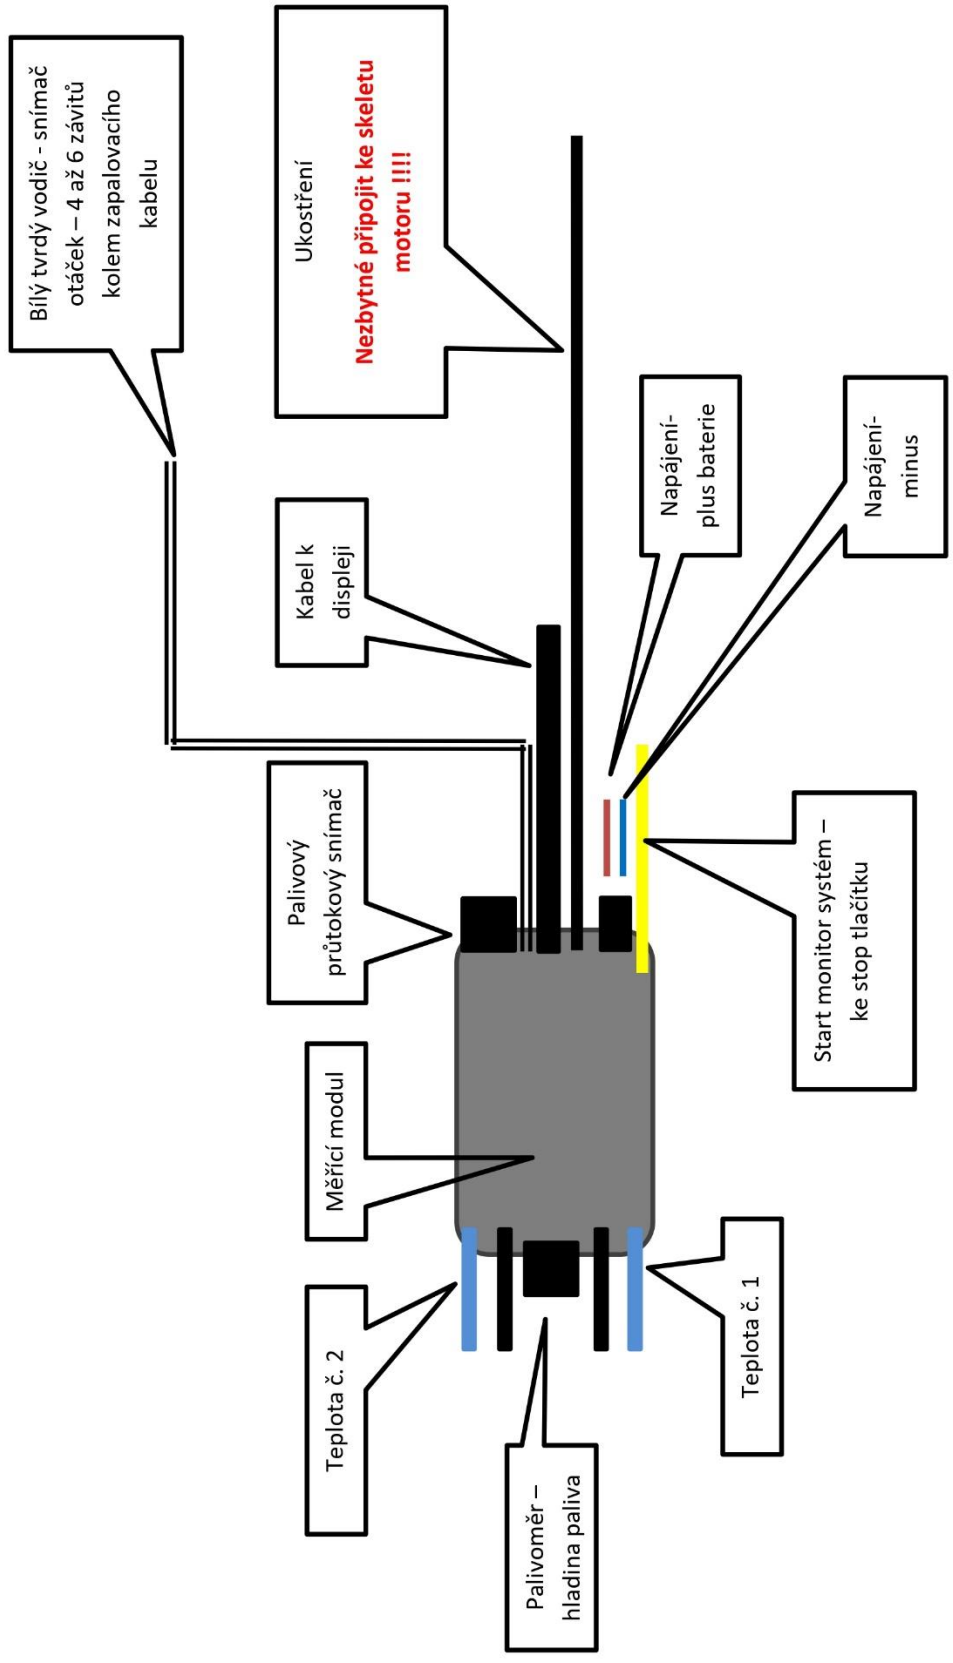 Bílý tvrdý vodič - snímač
otáček – 4 až 6 závitů
kolem zapalovacího
kabelu
Ukostření
Nezbytné připojit ke skeletu
motoru !!!!
Kabel k
displeji
Palivový
průtokový snímač
Měřící modul
Teplota č. 2
Palivoměr –
hladina paliva
Teplota č. 1
Start monitor systém –
ke stop tlačítku
Napájení-
plus baterie
Napájení-
minus